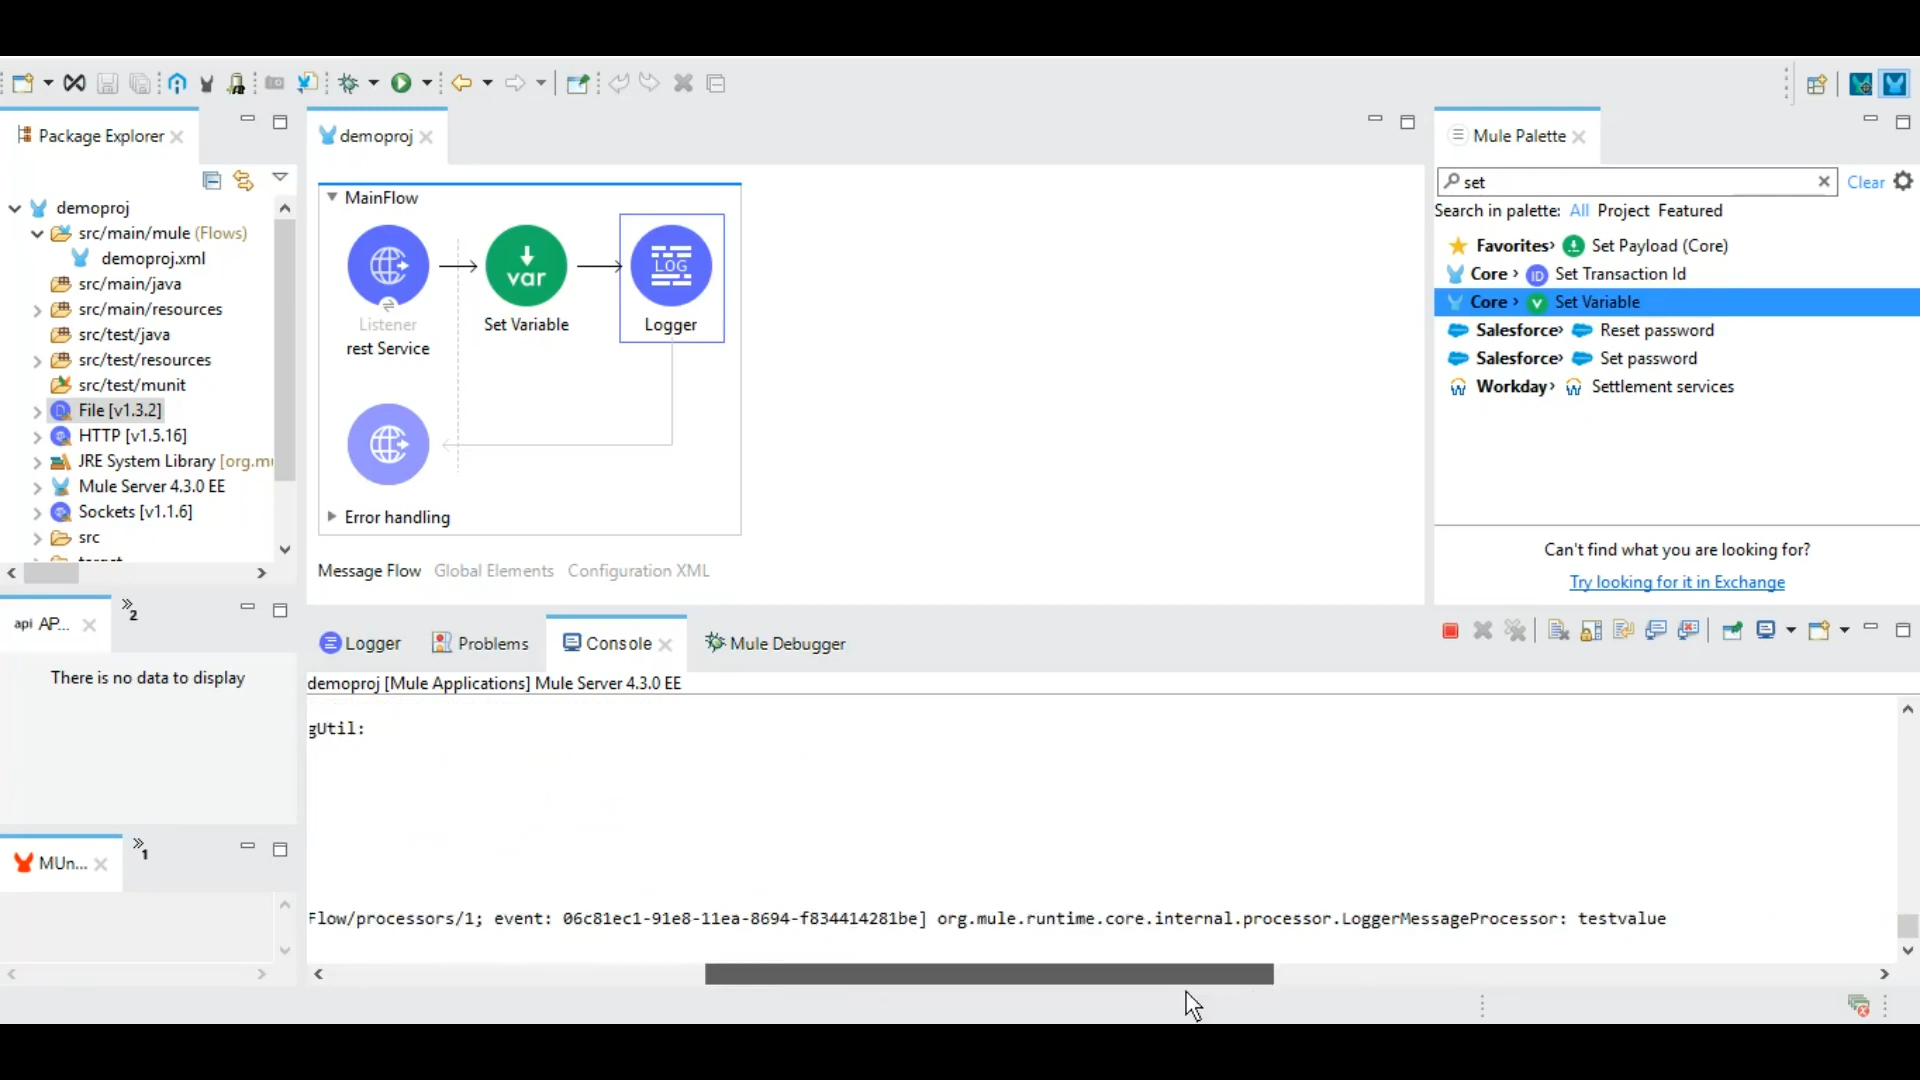 Package Explorer
demoproj
Mule Palette
set
Clear
Search in palette: All Project Featured
Favorites› Set Payload (Core)
Core › ID Set Transaction Id
Core › Set Variable
Salesforce› Reset password
Salesforce› Set password
Workday› Settlement services
Can't find what you are looking for?
Try looking for it in Exchange
demoproj
src/main/mule (Flows)
demoproj.xml
src/main/java
src/main/resources
src/test/java
src/test/resources
src/test/munit
File [v1.3.2]
HTTP [v1.5.16]
JRE System Library [org.mu
Mule Server 4.3.0 EE
Sockets [v1.1.6]
src
MainFlow
var
LOG
Listener
rest Service
Set Variable
Logger
Error handling
Message Flow Global Elements Configuration XML
api AP...
2
There is no data to display
MUn...
1
Logger Problems Console Mule Debugger
demoproj [Mule Applications] Mule Server 4.3.0 EE
gUtil:
Flow/processors/1; event: 06c81ec1-91e8-11ea-8694-f834414281be] org.mule.runtime.core.internal.processor.LoggerMessageProcessor: testvalue